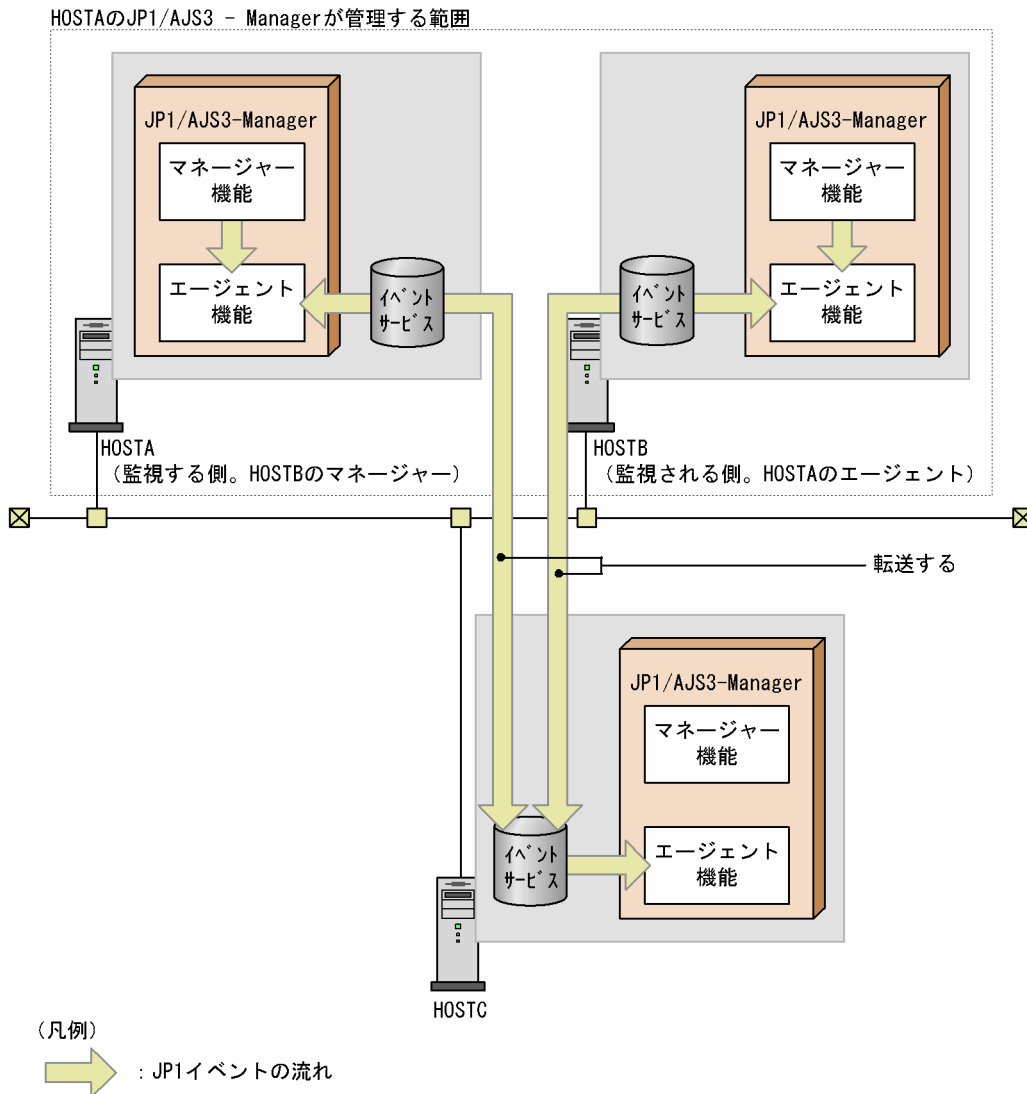 HOSTAのJP1/AJS3 - Managerが管理する範囲
JP1/AJS3-Manager
マネージャー
機能
エージェント
機能
イベント
サービス
HOSTA
(監視する側。HOSTBのマネージャー)
JP1/AJS3-Manager
マネージャー
機能
エージェント
機能
イベント
サービス
HOSTB
(監視される側。HOSTAのエージェント)
転送する
JP1/AJS3-Manager
マネージャー
機能
エージェント
機能
イベント
サービス
HOSTC
(凡例)
:JP1イベントの流れ